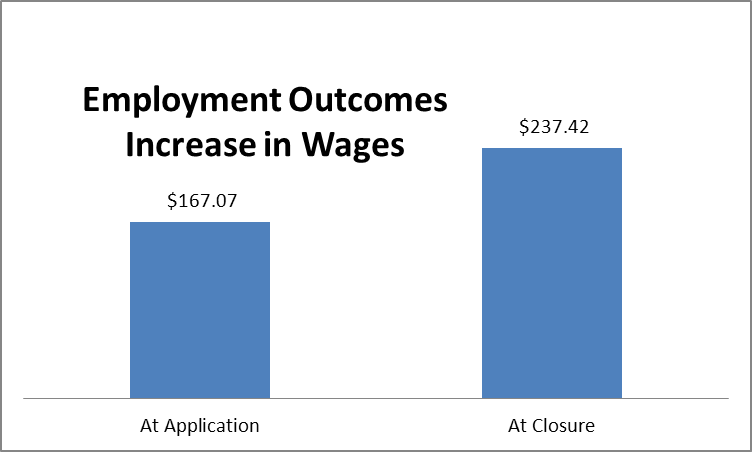 Employment Outcomes
Increase in Wages
$237.42
$167.07
At Application
At Closure